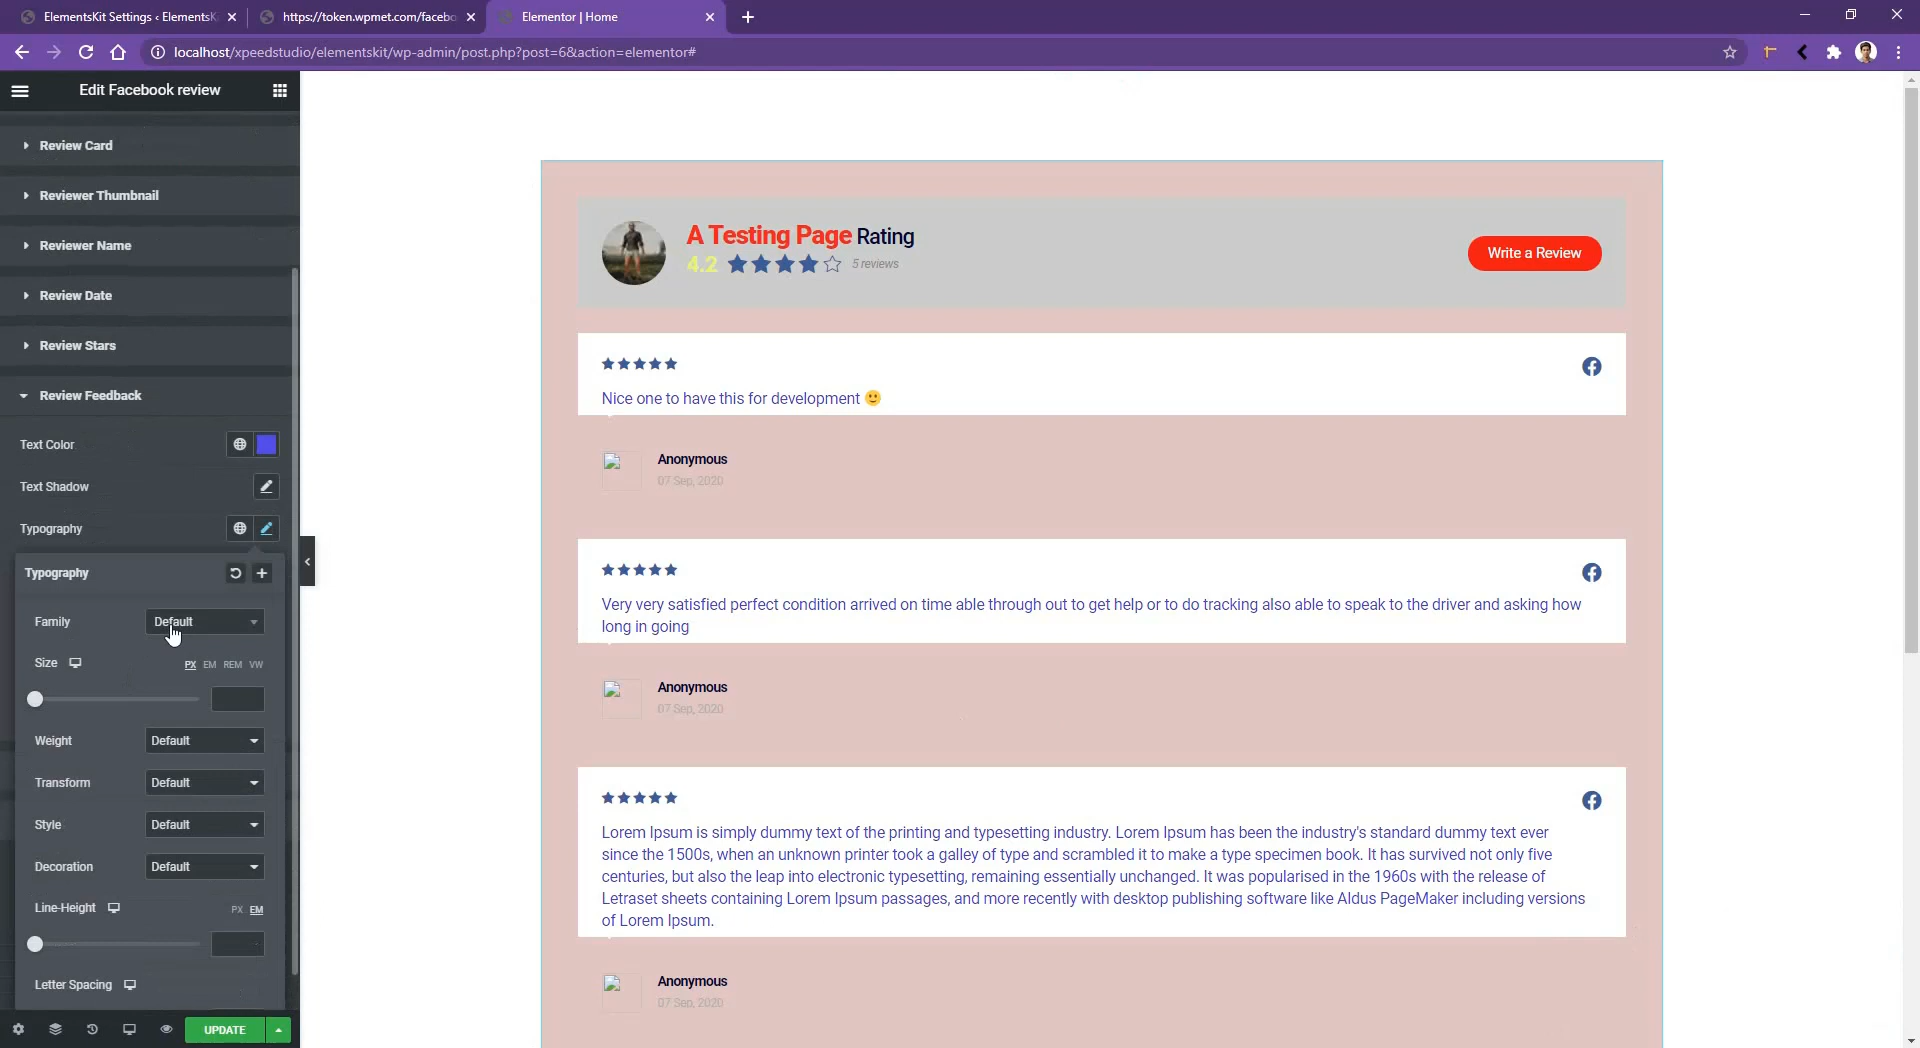 ElementsKit Settings ‹ ElementsK
https://token.wpmet.com/facebo
Elementor | Home
localhost/xpeedstudio/elementskit/wp-admin/post.php?post=6&action=elementor#
Edit Facebook review
Review Card
Reviewer Thumbnail
Reviewer Name
Review Date
Review Stars
Review Feedback
Text Color
Text Shadow
Typography
Typography
Family Default
Size PX EM REM VW
Weight Default
Transform Default
Style Default
Decoration Default
Line-Height PX EM
Letter Spacing
UPDATE
A Testing Page Rating
4.2 5 reviews
Write a Review
Nice one to have this for development 🙂
Anonymous
07 Sep, 2020
Very very satisfied perfect condition arrived on time able through out to get help or to do tracking also able to speak to the driver and asking how
long in going
Anonymous
07 Sep, 2020
Lorem Ipsum is simply dummy text of the printing and typesetting industry. Lorem Ipsum has been the industry's standard dummy text ever
since the 1500s, when an unknown printer took a galley of type and scrambled it to make a type specimen book. It has survived not only five
centuries, but also the leap into electronic typesetting, remaining essentially unchanged. It was popularised in the 1960s with the release of
Letraset sheets containing Lorem Ipsum passages, and more recently with desktop publishing software like Aldus PageMaker including versions
of Lorem Ipsum.
Anonymous
07 Sep, 2020